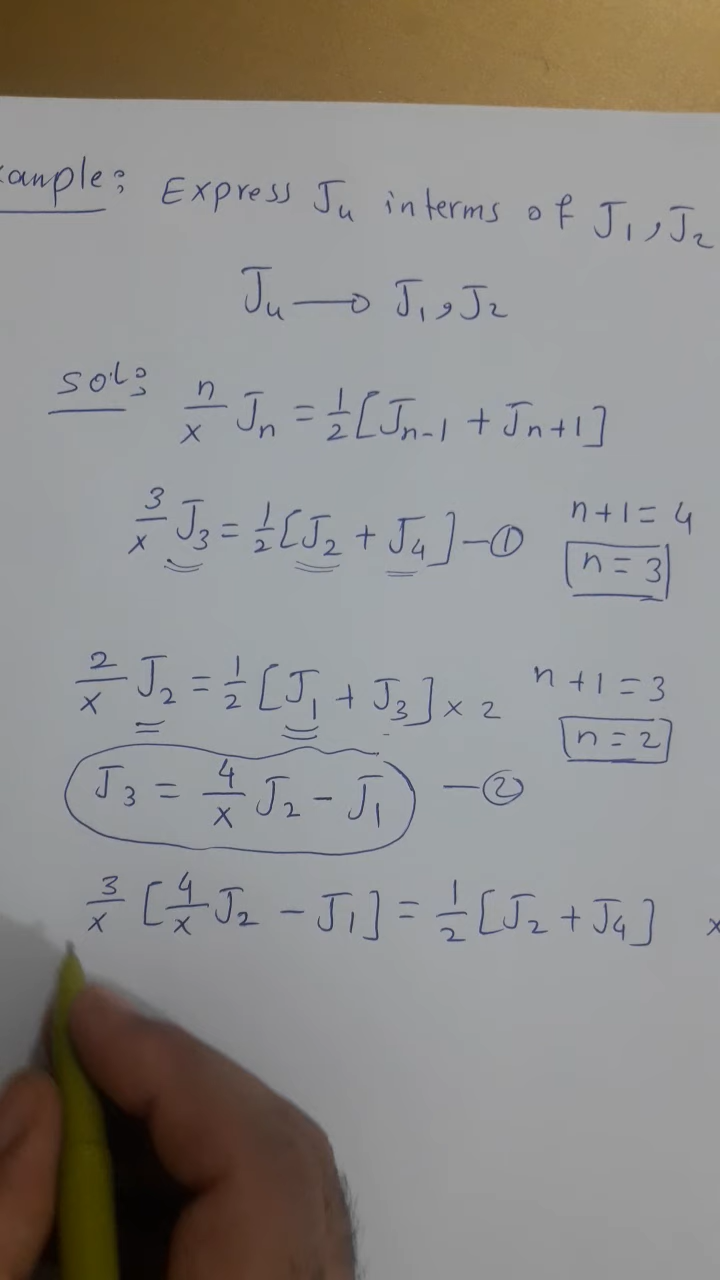 xample: Express J₄ in terms of J₁, J₂
J₄ → J₁, J₂
sol:
n/x Jₙ = 1/2 [Jₙ₋₁ + Jₙ₊₁]
3/x J₃ = 1/2 [J₂ + J₄] — ① n+1 = 4
n = 3
2/x J₂ = 1/2 [J₁ + J₃] × 2 n+1 = 3
n = 2
J₃ = 4/x J₂ − J₁ — ②
3/x [4/x J₂ − J₁] = 1/2 [J₂ + J₄] ×